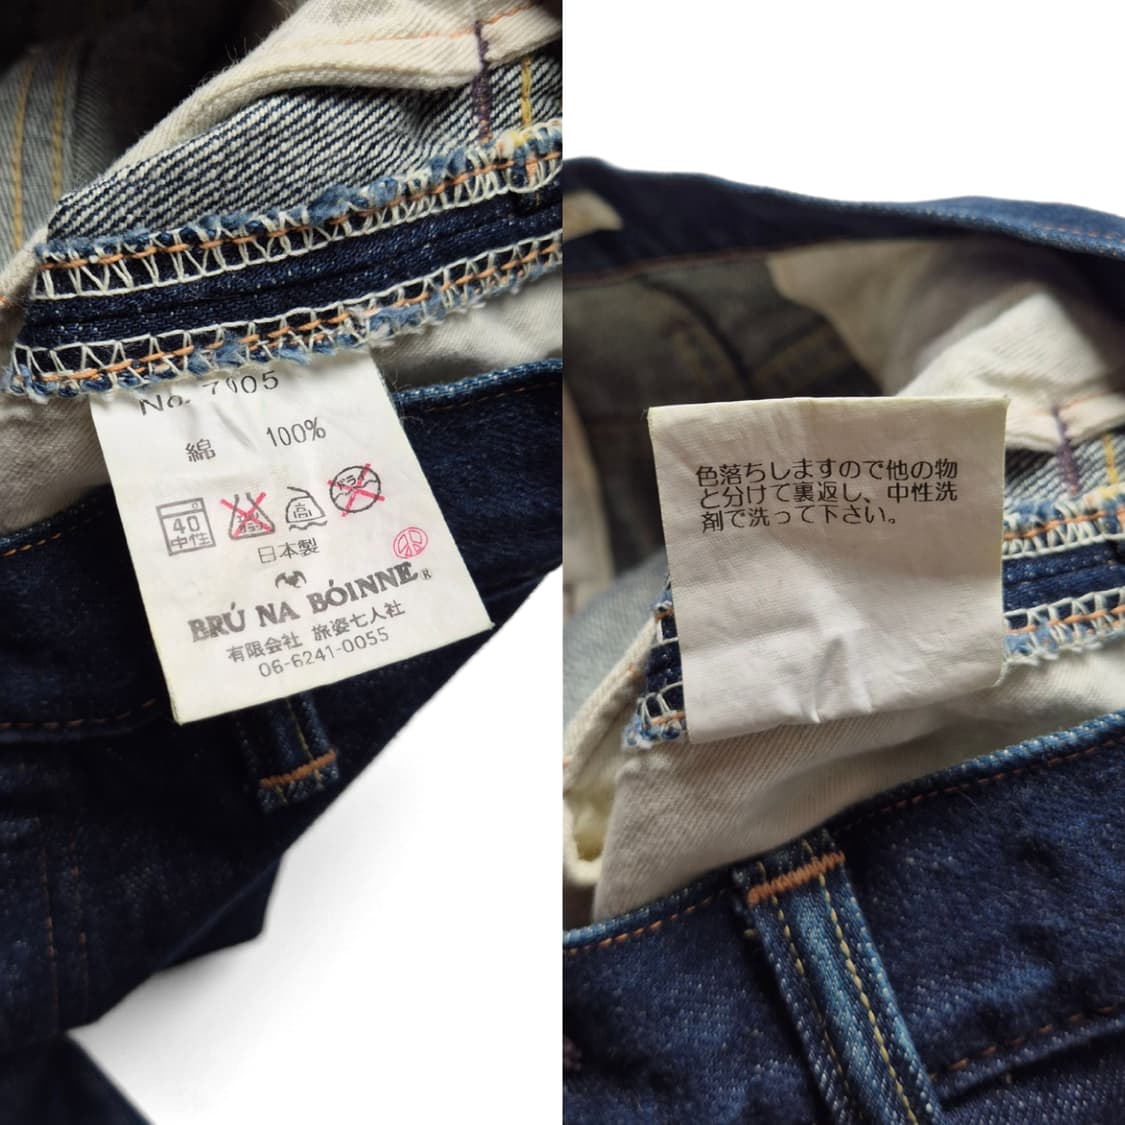 No. 7905
綿 100%
40 中性
高
日本製
BRÚ NA BÓINNE®
有限会社 旅姿七人社
06-6241-0055
色落ちしますので他の物
と分けて裏返し、中性洗
剤で洗って下さい。